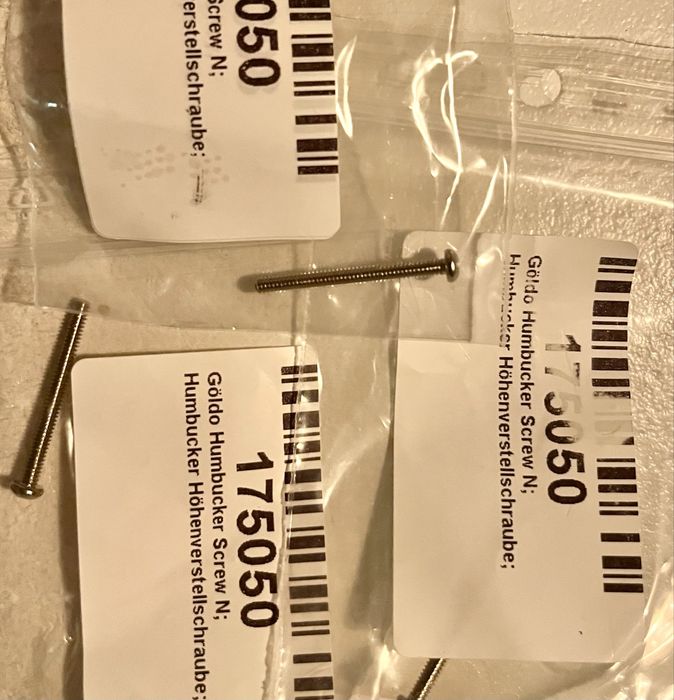 050
Screw N;
erstellschraube;
175050
Göldo Humbucker Screw N;
Humbucker Höhenverstellschraube;
175050
Göldo Humbucker Screw N;
Humbucker Höhenverstellschraube;